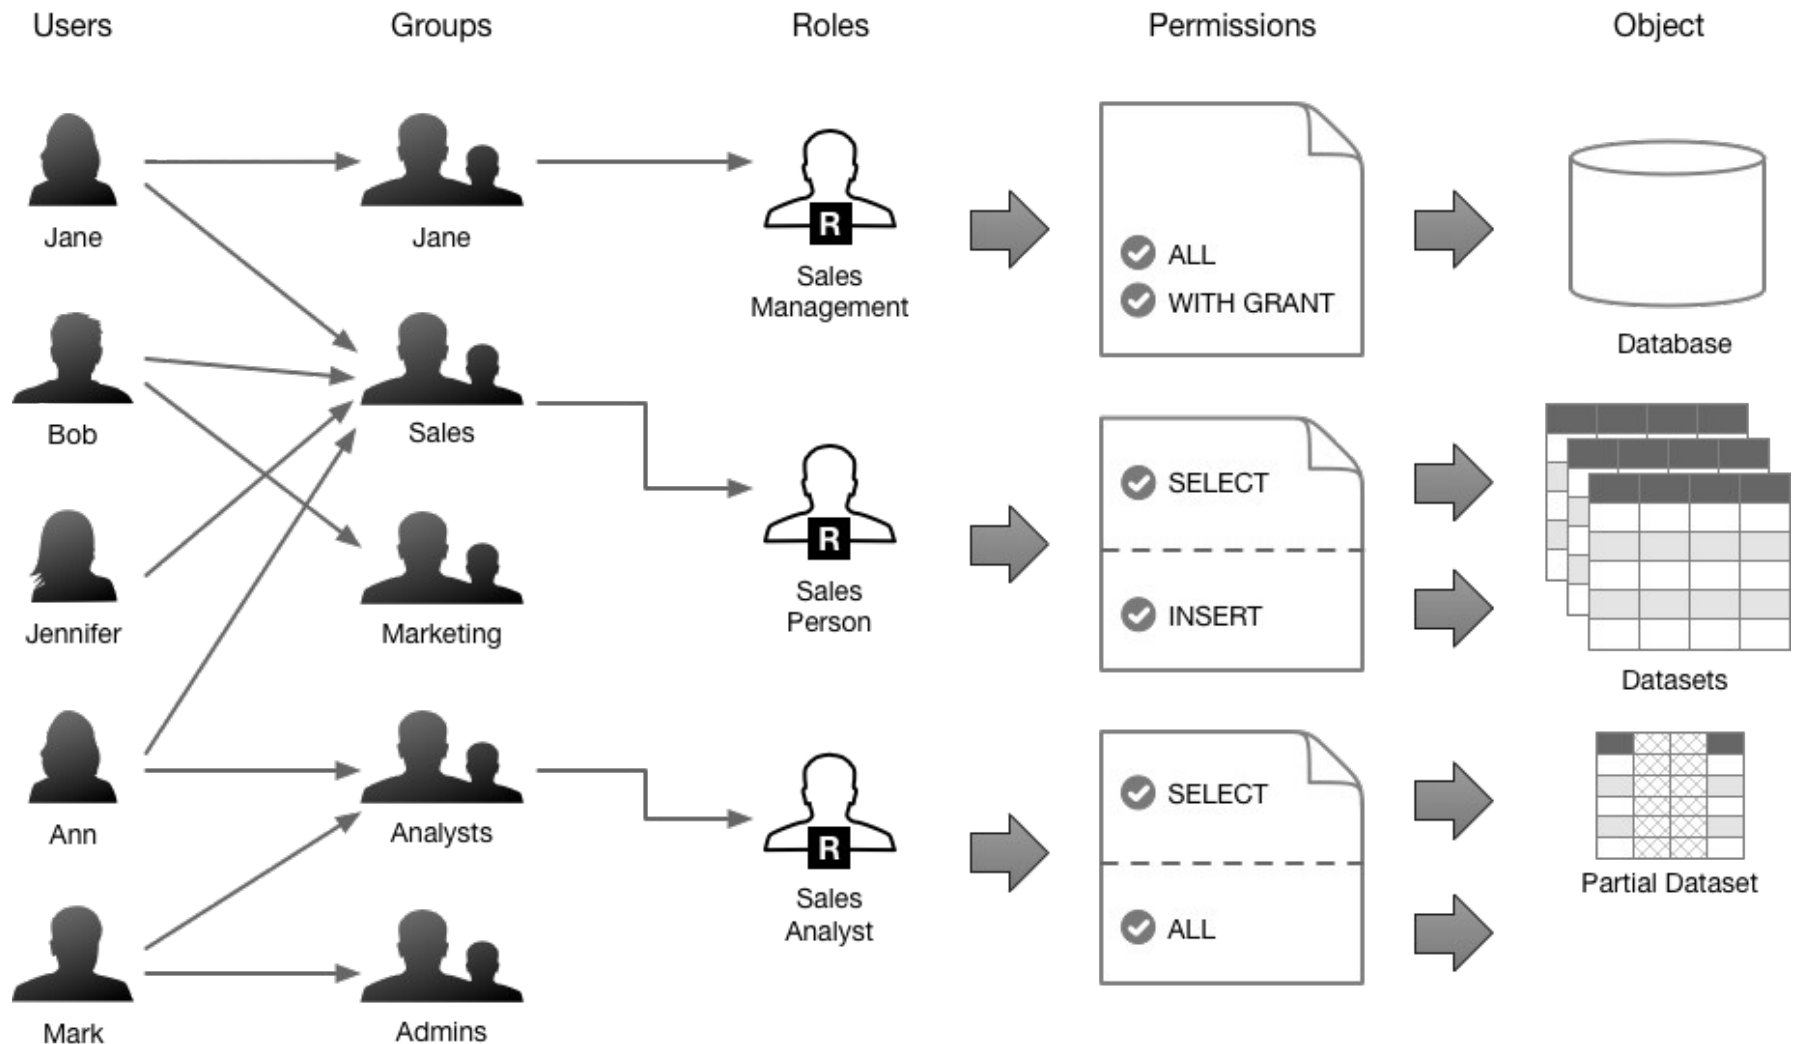 Users
Groups
Roles
Permissions
Object
Jane
Jane
R
Sales
Management
ALL
WITH GRANT
Database
Bob
Sales
R
Sales
Person
SELECT
INSERT
Datasets
Jennifer
Marketing
Ann
Analysts
R
Sales
Analyst
SELECT
ALL
Partial Dataset
Mark
Admins